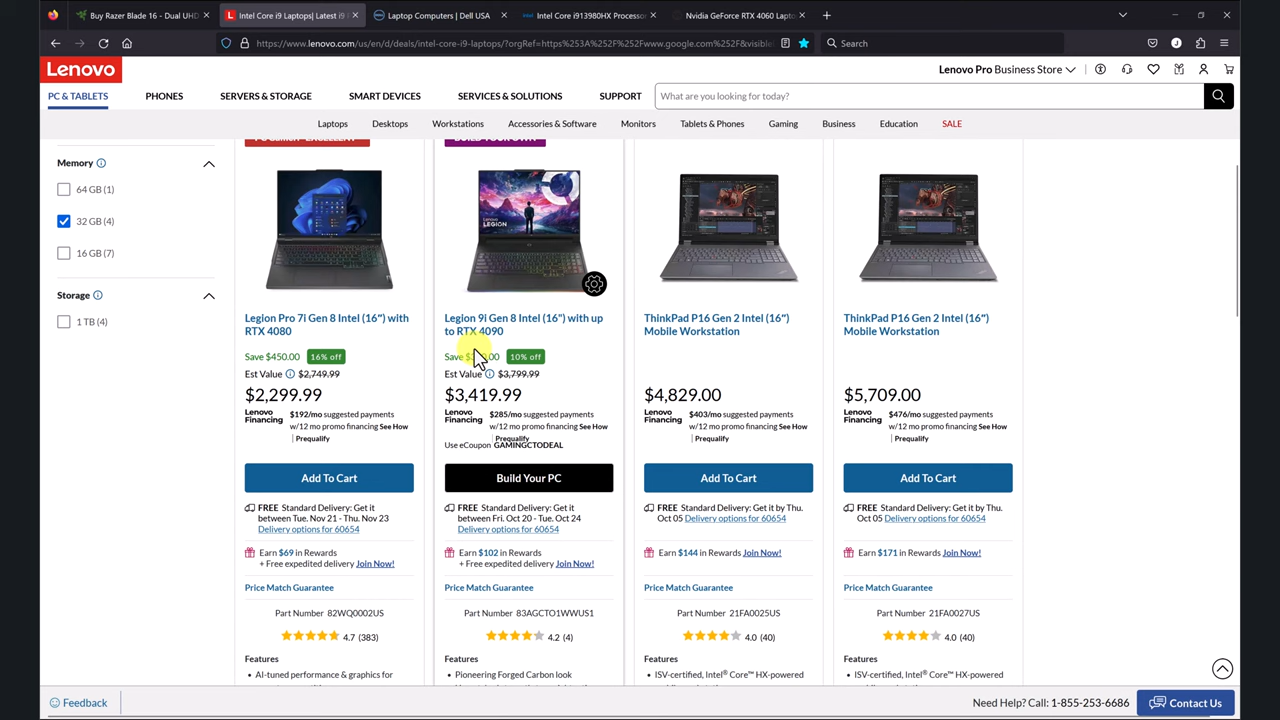 Buy Razer Blade 16 - Dual UHD
Intel Core i9 Laptops| Latest i9
Laptop Computers | Dell USA
Intel Core i913980HX Processor
Nvidia GeForce RTX 4060 Laptop
https://www.lenovo.com/us/en/d/deals/intel-core-i9-laptops/?orgRef=https%253A%252F%252Fwww.google.com%252F&visible
Search
Lenovo
Lenovo Pro Business Store
PC & TABLETS
PHONES
SERVERS & STORAGE
SMART DEVICES
SERVICES & SOLUTIONS
SUPPORT
What are you looking for today?
Laptops
Desktops
Workstations
Accessories & Software
Monitors
Tablets & Phones
Gaming
Business
Education
SALE
Memory
64 GB (1)
32 GB (4)
16 GB (7)
Storage
1 TB (4)
Legion Pro 7i Gen 8 Intel (16″) with
RTX 4080
Save $450.00 16% off
Est Value $2,749.99
$2,299.99
Lenovo Financing $192/mo suggested payments
w/12 mo promo financing See How
| Prequalify
Add To Cart
FREE Standard Delivery: Get it
between Tue. Nov 21 - Thu. Nov 23
Delivery options for 60654
Earn $69 in Rewards
+ Free expedited delivery Join Now!
Price Match Guarantee
Part Number 82WQ0002US
4.7 (383)
Features
AI-tuned performance & graphics for
LEGION
Legion 9i Gen 8 Intel (16") with up
to RTX 4090
Save 10% off
Est Value $3,799.99
$3,419.99
Lenovo Financing $285/mo suggested payments
w/12 mo promo financing See How
| Prequalify
Use eCoupon GAMINGCTODEAL
Build Your PC
FREE Standard Delivery: Get it
between Fri. Oct 20 - Tue. Oct 24
Delivery options for 60654
Earn $102 in Rewards
+ Free expedited delivery Join Now!
Price Match Guarantee
Part Number 83AGCTO1WWUS1
4.2 (4)
Features
Pioneering Forged Carbon look
ThinkPad P16 Gen 2 Intel (16″)
Mobile Workstation
$4,829.00
Lenovo Financing $403/mo suggested payments
w/12 mo promo financing See How
| Prequalify
Add To Cart
FREE Standard Delivery: Get it by Thu.
Oct 05 Delivery options for 60654
Earn $144 in Rewards Join Now!
Price Match Guarantee
Part Number 21FA0025US
4.0 (40)
Features
ISV-certified, Intel® Core™ HX-powered
ThinkPad P16 Gen 2 Intel (16″)
Mobile Workstation
$5,709.00
Lenovo Financing $476/mo suggested payments
w/12 mo promo financing See How
| Prequalify
Add To Cart
FREE Standard Delivery: Get it by Thu.
Oct 05 Delivery options for 60654
Earn $171 in Rewards Join Now!
Price Match Guarantee
Part Number 21FA0027US
4.0 (40)
Features
ISV-certified, Intel® Core™ HX-powered
Feedback
Need Help? Call: 1-855-253-6686
Contact Us